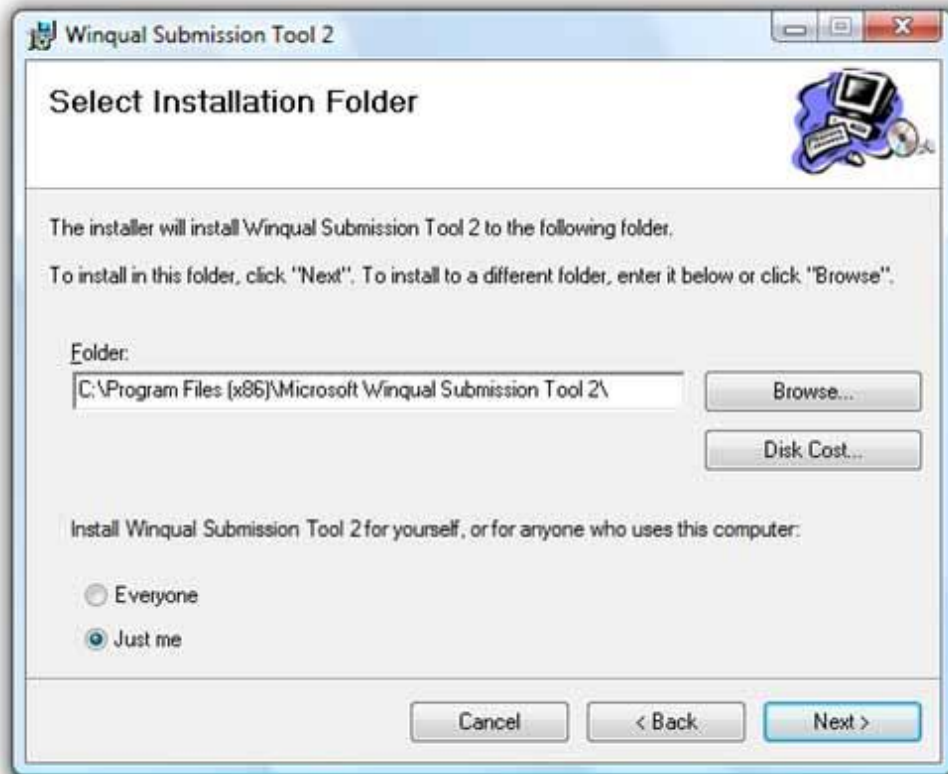 Winqual Submission Tool 2
Select Installation Folder
The installer will install Winqual Submission Tool 2 to the following folder.
To install in this folder, click "Next". To install to a different folder, enter it below or click "Browse".
Folder:
C:\Program Files (x86)\Microsoft Winqual Submission Tool 2\
Browse...
Disk Cost...
Install Winqual Submission Tool 2 for yourself, or for anyone who uses this computer:
Everyone
Just me
Cancel
< Back
Next >